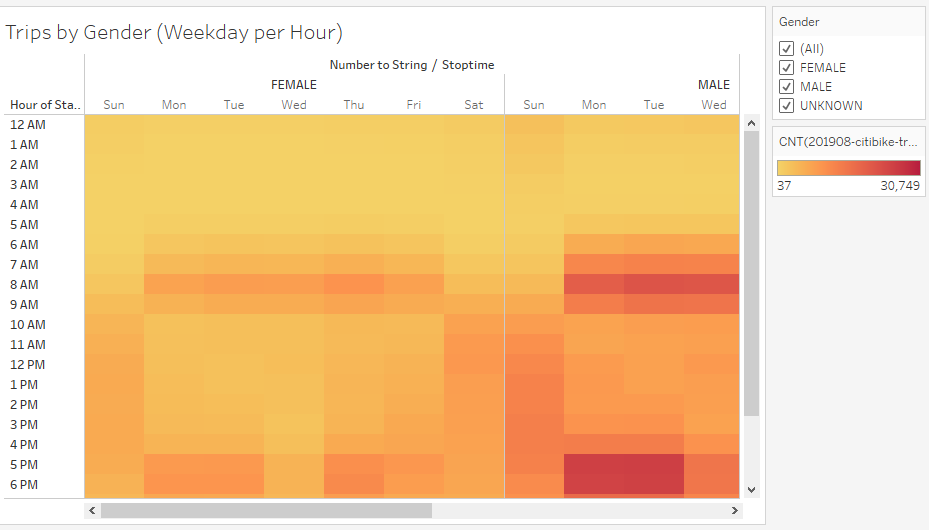 Trips by Gender (Weekday per Hour)
Number to String / Stoptime
FEMALE MALE
Hour of Sta.. Sun Mon Tue Wed Thu Fri Sat Sun Mon Tue Wed
12 AM
1 AM
2 AM
3 AM
4 AM
5 AM
6 AM
7 AM
8 AM
9 AM
10 AM
11 AM
12 PM
1 PM
2 PM
3 PM
4 PM
5 PM
6 PM
Gender
(All)
FEMALE
MALE
UNKNOWN
CNT(201908-citibike-tr...
37 30,749